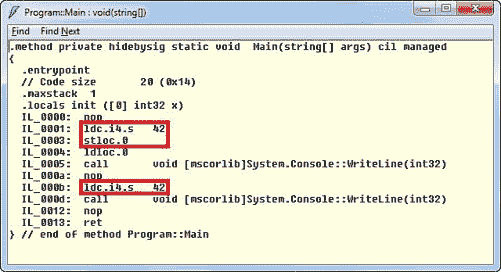 Program::Main : void(string[])
Find Find Next
.method private hidebysig static void  Main(string[] args) cil managed
{
  .entrypoint
  // Code size       20 (0x14)
  .maxstack  1
  .locals init ([0] int32 x)
  IL_0000:  nop
  IL_0001:  ldc.i4.s   42
  IL_0003:  stloc.0
  IL_0004:  ldloc.0
  IL_0005:  call       void [mscorlib]System.Console::WriteLine(int32)
  IL_000a:  nop
  IL_000b:  ldc.i4.s   42
  IL_000d:  call       void [mscorlib]System.Console::WriteLine(int32)
  IL_0012:  nop
  IL_0013:  ret
} // end of method Program::Main